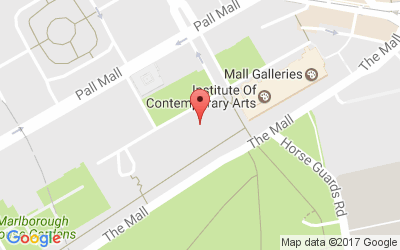 Pall Mall
Pall Mall
Mall Galleries
Institute Of
Contemporary Arts
The Mall
The Mall
Horse Guards Rd
Marlborough
The Mall
Google
Map data ©2017 Google